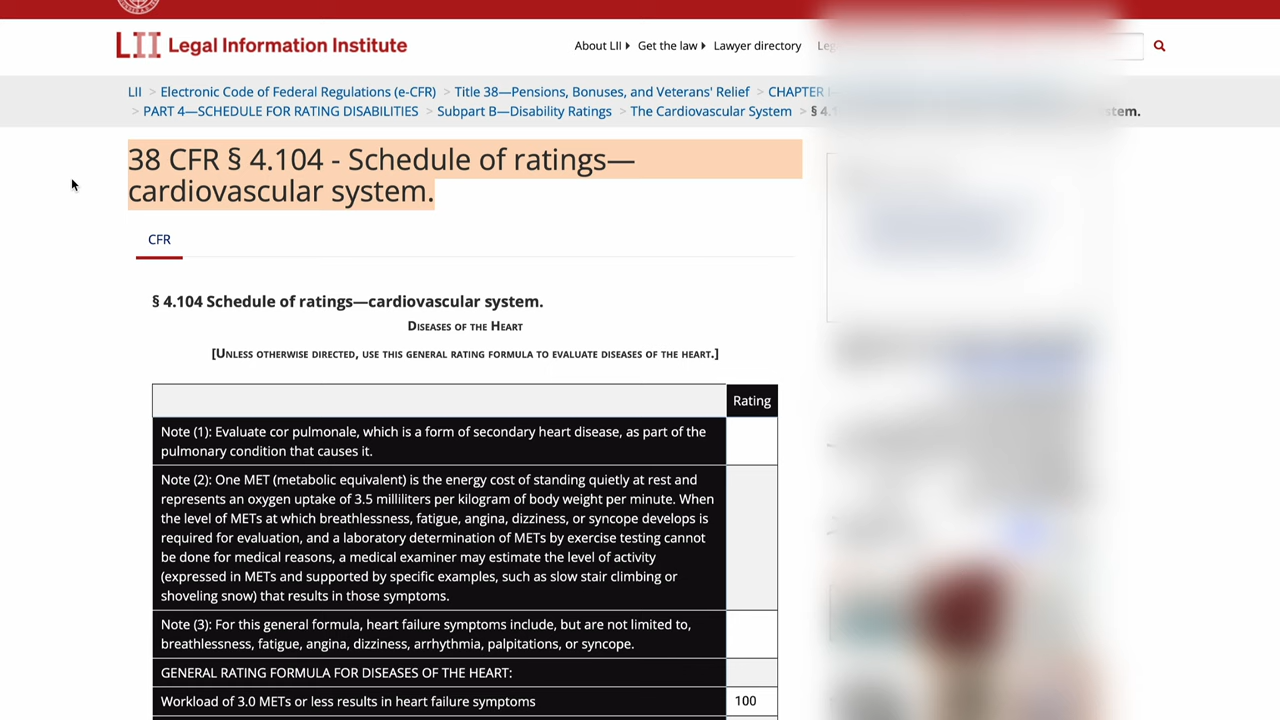 LII Legal Information Institute
About LII Get the law Lawyer directory Leg
LII > Electronic Code of Federal Regulations (e-CFR) > Title 38—Pensions, Bonuses, and Veterans' Relief > CHAPTER I—
> PART 4—SCHEDULE FOR RATING DISABILITIES > Subpart B—Disability Ratings > The Cardiovascular System > § 4.1 stem.
38 CFR § 4.104 - Schedule of ratings—
cardiovascular system.
CFR
§ 4.104 Schedule of ratings—cardiovascular system.
Diseases of the Heart
[Unless otherwise directed, use this general rating formula to evaluate diseases of the heart.]
Rating
Note (1): Evaluate cor pulmonale, which is a form of secondary heart disease, as part of the
pulmonary condition that causes it.
Note (2): One MET (metabolic equivalent) is the energy cost of standing quietly at rest and
represents an oxygen uptake of 3.5 milliliters per kilogram of body weight per minute. When
the level of METs at which breathlessness, fatigue, angina, dizziness, or syncope develops is
required for evaluation, and a laboratory determination of METs by exercise testing cannot
be done for medical reasons, a medical examiner may estimate the level of activity
(expressed in METs and supported by specific examples, such as slow stair climbing or
shoveling snow) that results in those symptoms.
Note (3): For this general formula, heart failure symptoms include, but are not limited to,
breathlessness, fatigue, angina, dizziness, arrhythmia, palpitations, or syncope.
GENERAL RATING FORMULA FOR DISEASES OF THE HEART:
Workload of 3.0 METs or less results in heart failure symptoms 100